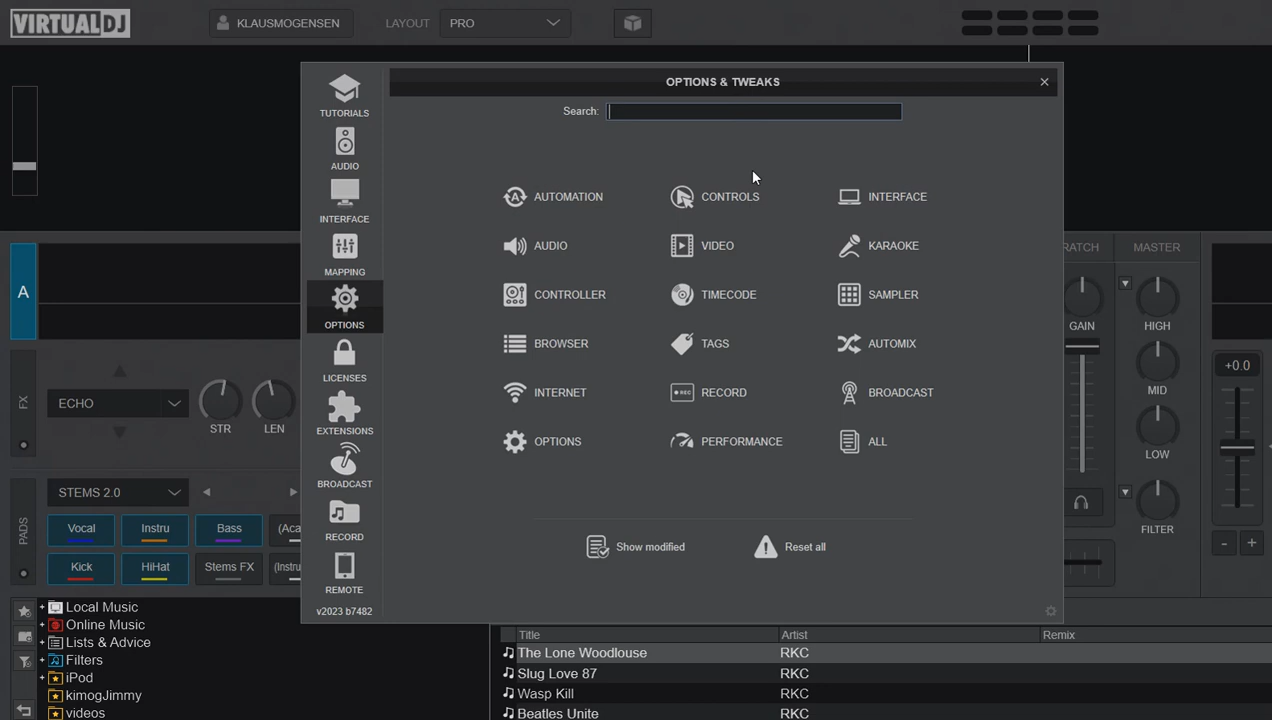 VIRTUALDJ
KLAUSMOGENSEN
LAYOUT
PRO
OPTIONS & TWEAKS
Search:
TUTORIALS
AUDIO
INTERFACE
MAPPING
OPTIONS
LICENSES
EXTENSIONS
BROADCAST
RECORD
REMOTE
v2023 b7482
AUTOMATION
CONTROLS
INTERFACE
AUDIO
VIDEO
KARAOKE
CONTROLLER
TIMECODE
SAMPLER
BROWSER
TAGS
AUTOMIX
INTERNET
RECORD
BROADCAST
OPTIONS
PERFORMANCE
ALL
Show modified
Reset all
A
FX
ECHO
STR
LEN
PADS
STEMS 2.0
Vocal
Instru
Bass
(Aca
Kick
HiHat
Stems FX
(Instru
RATCH
MASTER
GAIN
HIGH
MID
LOW
FILTER
+0.0
-
+
Local Music
Online Music
Lists & Advice
Filters
iPod
kimogJimmy
videos
Title
Artist
Remix
The Lone Woodlouse
RKC
Slug Love 87
RKC
Wasp Kill
RKC
Beatles Unite
RKC